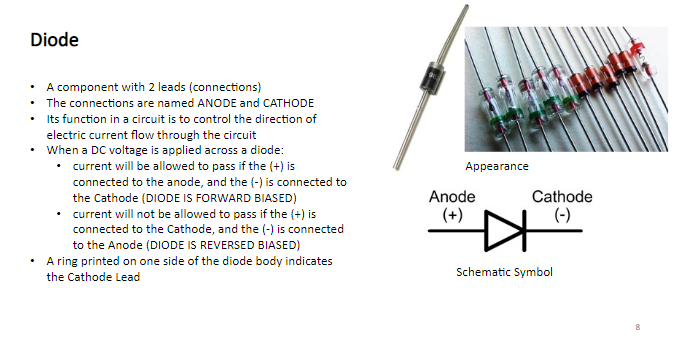 Diode
• A component with 2 leads (connections)
• The connections are named ANODE and CATHODE
• Its function in a circuit is to control the direction of
electric current flow through the circuit
• When a DC voltage is applied across a diode:
• current will be allowed to pass if the (+) is
connected to the anode, and the (-) is connected to
the Cathode (DIODE IS FORWARD BIASED)
• current will not be allowed to pass if the (+) is
connected to the Cathode, and the (-) is connected
to the Anode (DIODE IS REVERSED BIASED)
• A ring printed on one side of the diode body indicates
the Cathode Lead
Appearance
Anode Cathode
(+) (-)
Schematic Symbol
8